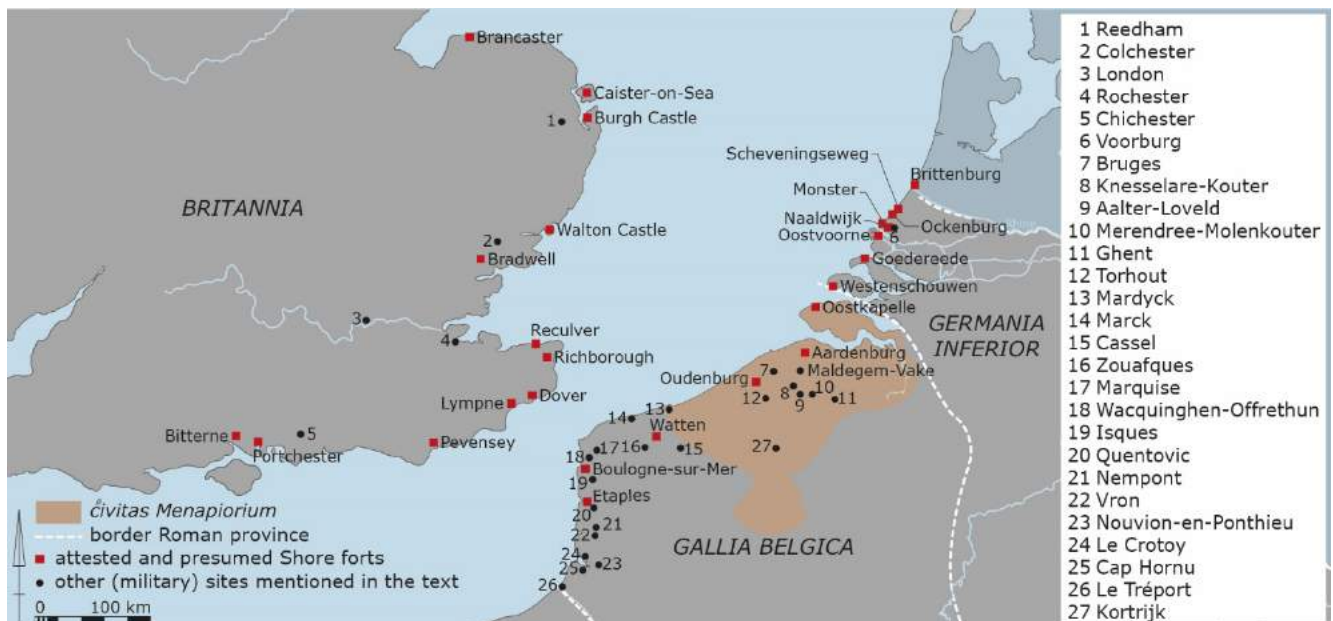 Brancaster
Caister-on-Sea
1
Burgh Castle
Scheveningseweg
Brittenburg
Monster
BRITANNIA
Naaldwijk
Ockenburg
Oostvoorne
6
2
Walton Castle
Bradwell
Goedereede
Westenschouwen
3
Oostkapelle
4
Reculver
GERMANIA
INFERIOR
Richborough
Aardenburg
7
Maldegem-Vake
Oudenburg
8
10
Dover
12
9
11
Lympne
14
13
Bitterne
5
Pevensey
Watten
Portchester
17
16
15
27
18
Boulogne-sur-Mer
19
Etaples
20
21
22
GALLIA BELGICA
24
23
25
26
civitas Menapiorium
border Roman province
attested and presumed Shore forts
other (military) sites mentioned in the text
0 100 km
1 Reedham
2 Colchester
3 London
4 Rochester
5 Chichester
6 Voorburg
7 Bruges
8 Knesselare-Kouter
9 Aalter-Loveld
10 Merendree-Molenkouter
11 Ghent
12 Torhout
13 Mardyck
14 Marck
15 Cassel
16 Zouafques
17 Marquise
18 Wacquinghen-Offrethun
19 Isques
20 Quentovic
21 Nempont
22 Vron
23 Nouvion-en-Ponthieu
24 Le Crotoy
25 Cap Hornu
26 Le Tréport
27 Kortrijk